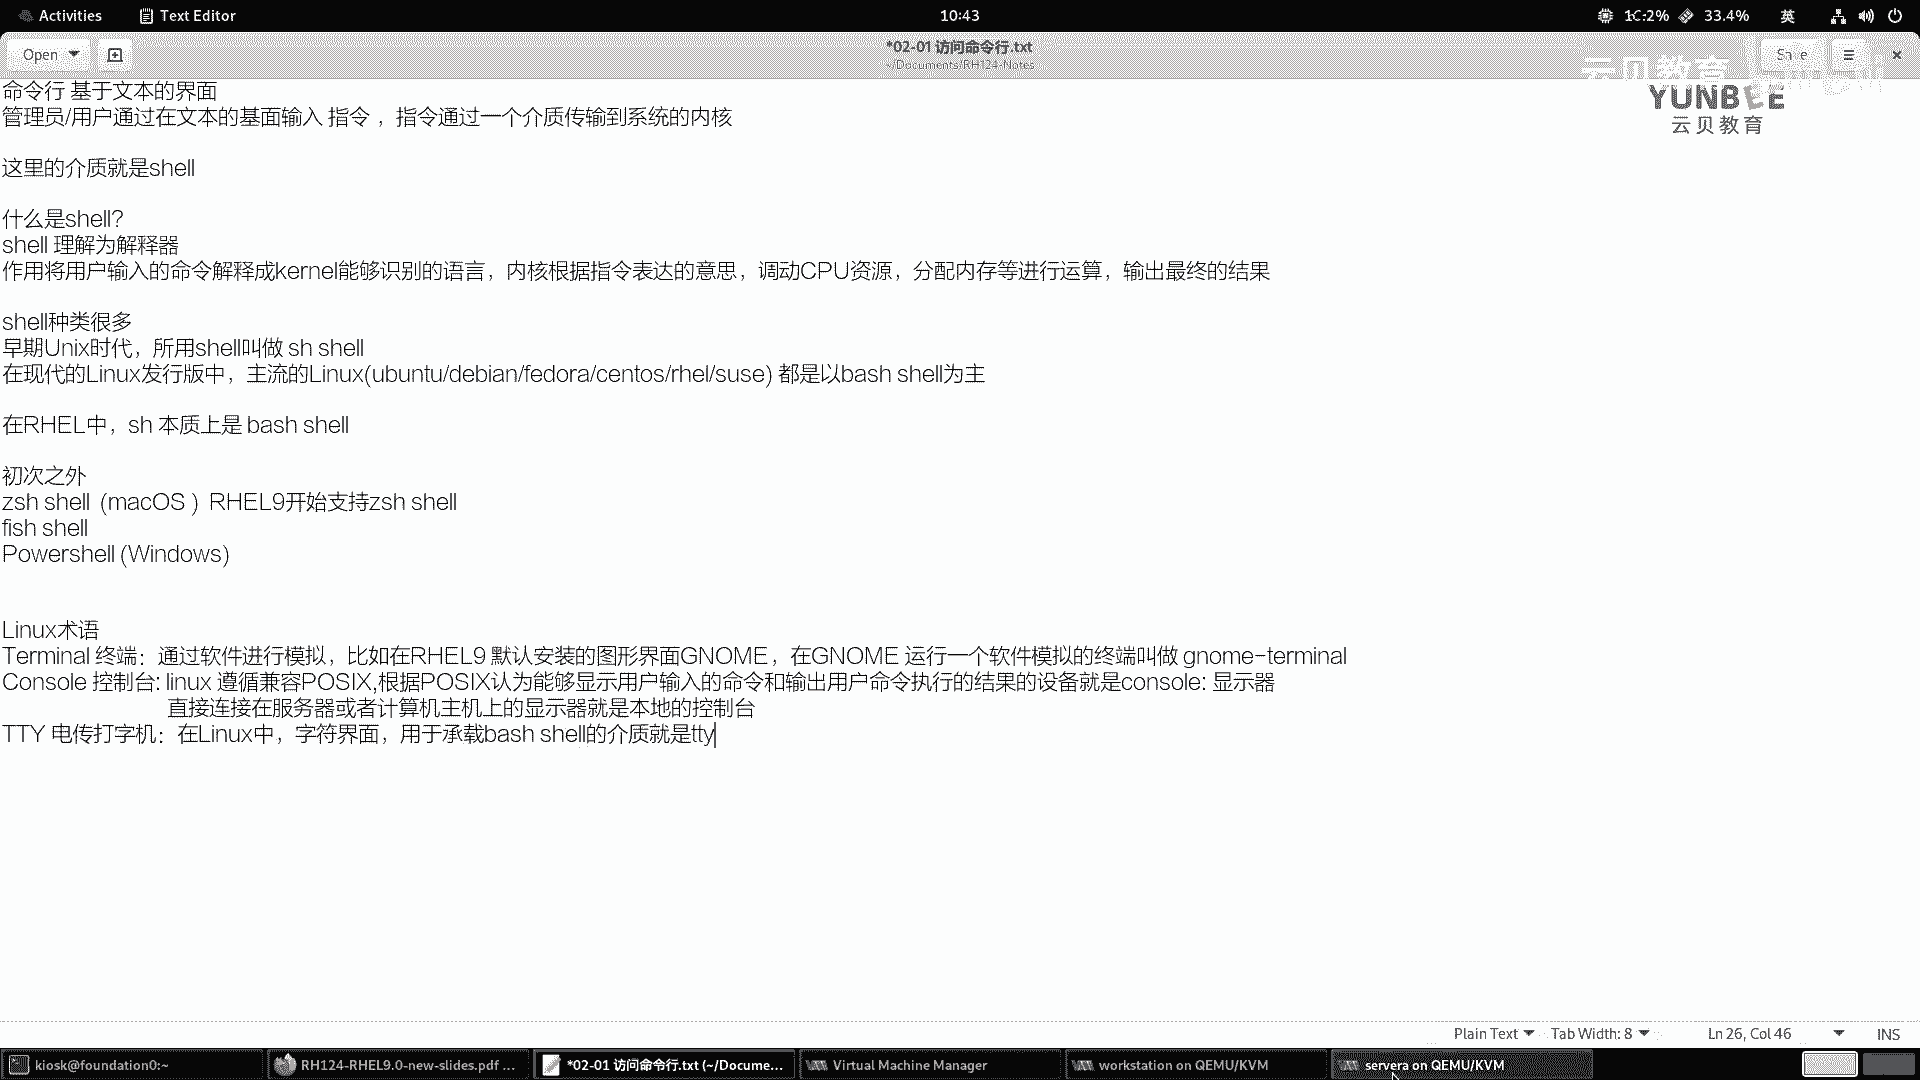 Activities Text Editor 10:43 33.4% 英
Open *02-01 访问命令行.txt Save
~/Documents/RH124-Notes
云贝教育
YUNBEE
云贝教育
命令行 基于文本的界面
管理员/用户通过在文本的基面输入 指令 ，指令通过一个介质传输到系统的内核
这里的介质就是shell
什么是shell?
shell 理解为解释器
作用将用户输入的命令解释成kernel能够识别的语言，内核根据指令表达的意思，调动CPU资源，分配内存等进行运算，输出最终的结果
shell种类很多
早期Unix时代，所用shell叫做 sh shell
在现代的Linux发行版中，主流的Linux(ubuntu/debian/fedora/centos/rhel/suse) 都是以bash shell为主
在RHEL中，sh 本质上是 bash shell
初次之外
zsh shell (macOS ) RHEL9开始支持zsh shell
fish shell
Powershell (Windows)
Linux术语
Terminal 终端：通过软件进行模拟，比如在RHEL9 默认安装的图形界面GNOME，在GNOME 运行一个软件模拟的终端叫做 gnome-terminal
Console 控制台: linux 遵循兼容POSIX,根据POSIX认为能够显示用户输入的命令和输出用户命令执行的结果的设备就是console: 显示器
直接连接在服务器或者计算机主机上的显示器就是本地的控制台
TTY 电传打字机：在Linux中，字符界面，用于承载bash shell的介质就是tty
Plain Text Tab Width: 8 Ln 26, Col 46 INS
kiosk@foundation0:~ RH124-RHEL9.0-new-slides.pdf ... *02-01 访问命令行.txt (~/Docume... Virtual Machine Manager workstation on QEMU/KVM servera on QEMU/KVM